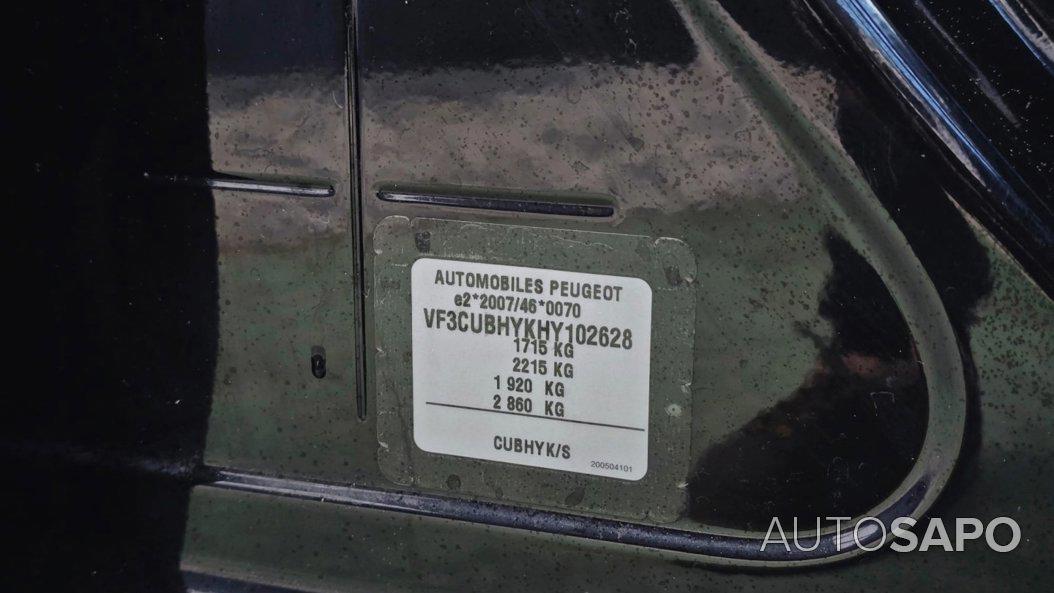 AUTOMOBILES PEUGEOT
e2*2007/46*0070
VF3CUBHYKHY102628
1715 KG
2215 KG
1 920 KG
2 860 KG
CUBHYK/S
200504101
AUTOSAPO